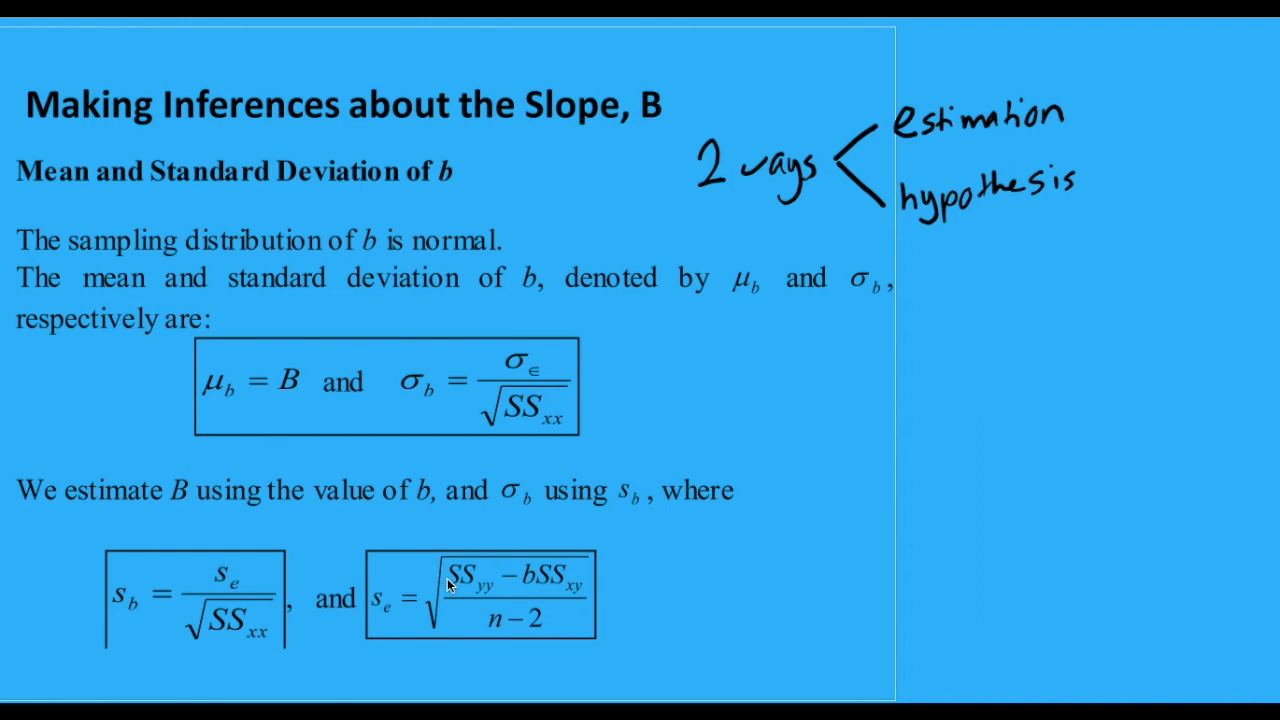 Making Inferences about the Slope, B
2 ways
estimation
hypothesis
Mean and Standard Deviation of b
The sampling distribution of b is normal.
The mean and standard deviation of b, denoted by μ_b and σ_b,
respectively are:
μ_b = B and σ_b = σ_∈ / √SS_xx
We estimate B using the value of b, and σ_b using s_b, where
s_b = s_e / √SS_xx, and s_e = √((SS_yy − bSS_xy) / (n − 2))